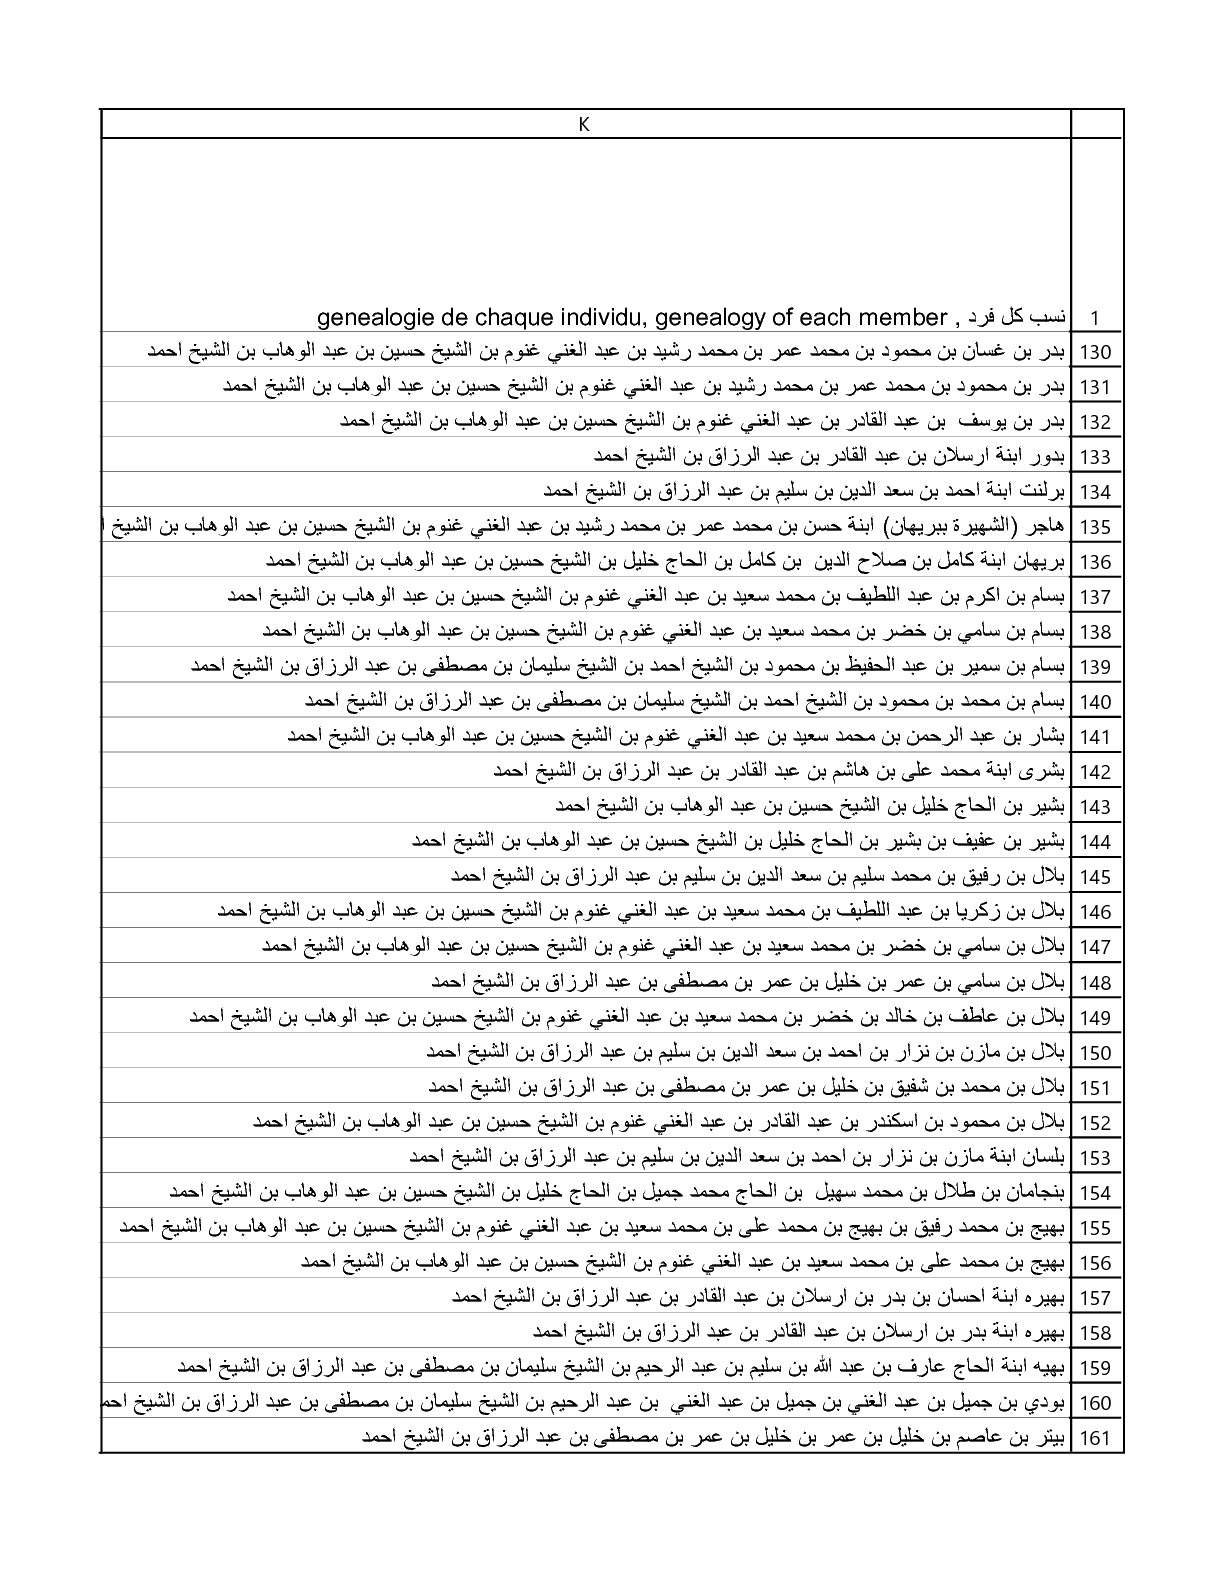 K
1 نسب كل فرد , genealogie de chaque individu, genealogy of each member
130 بدر بن غسان بن محمود بن محمد عمر بن محمد رشيد بن عبد الغني غنوم بن الشيخ حسين بن عبد الوهاب بن الشيخ احمد
131 بدر بن محمود بن محمد عمر بن محمد رشيد بن عبد الغني غنوم بن الشيخ حسين بن عبد الوهاب بن الشيخ احمد
132 بدر بن يوسف بن عبد القادر بن عبد الغني غنوم بن الشيخ حسين بن عبد الوهاب بن الشيخ احمد
133 بدور ابنة ارسلان بن عبد القادر بن عبد الرزاق بن الشيخ احمد
134 برلنت ابنة احمد بن سعد الدين بن سليم بن عبد الرزاق بن الشيخ احمد
135 هاجر (الشهيرة ببريهان) ابنة حسن بن محمد عمر بن محمد رشيد بن عبد الغني غنوم بن الشيخ حسين بن عبد الوهاب بن الشيخ ا
136 بريهان ابنة كامل بن صلاح الدين بن كامل بن الحاج خليل بن الشيخ حسين بن عبد الوهاب بن الشيخ احمد
137 بسام بن اكرم بن عبد اللطيف بن محمد سعيد بن عبد الغني غنوم بن الشيخ حسين بن عبد الوهاب بن الشيخ احمد
138 بسام بن سامي بن خضر بن محمد سعيد بن عبد الغني غنوم بن الشيخ حسين بن عبد الوهاب بن الشيخ احمد
139 بسام بن سمير بن عبد الحفيظ بن محمود بن الشيخ احمد بن الشيخ سليمان بن مصطفى بن عبد الرزاق بن الشيخ احمد
140 بسام بن محمد بن محمود بن الشيخ احمد بن الشيخ سليمان بن مصطفى بن عبد الرزاق بن الشيخ احمد
141 بشار بن عبد الرحمن بن محمد سعيد بن عبد الغني غنوم بن الشيخ حسين بن عبد الوهاب بن الشيخ احمد
142 بشرى ابنة محمد على بن هاشم بن عبد القادر بن عبد الرزاق بن الشيخ احمد
143 بشير بن الحاج خليل بن الشيخ حسين بن عبد الوهاب بن الشيخ احمد
144 بشير بن عفيف بن بشير بن الحاج خليل بن الشيخ حسين بن عبد الوهاب بن الشيخ احمد
145 بلال بن رفيق بن محمد سليم بن سعد الدين بن سليم بن عبد الرزاق بن الشيخ احمد
146 بلال بن زكريا بن عبد اللطيف بن محمد سعيد بن عبد الغني غنوم بن الشيخ حسين بن عبد الوهاب بن الشيخ احمد
147 بلال بن سامي بن خضر بن محمد سعيد بن عبد الغني غنوم بن الشيخ حسين بن عبد الوهاب بن الشيخ احمد
148 بلال بن سامي بن عمر بن خليل بن عمر بن مصطفى بن عبد الرزاق بن الشيخ احمد
149 بلال بن عاطف بن خالد بن خضر بن محمد سعيد بن عبد الغني غنوم بن الشيخ حسين بن عبد الوهاب بن الشيخ احمد
150 بلال بن مازن بن نزار بن احمد بن سعد الدين بن سليم بن عبد الرزاق بن الشيخ احمد
151 بلال بن محمد بن شفيق بن خليل بن عمر بن مصطفى بن عبد الرزاق بن الشيخ احمد
152 بلال بن محمود بن اسكندر بن عبد القادر بن عبد الغني غنوم بن الشيخ حسين بن عبد الوهاب بن الشيخ احمد
153 بلسان ابنة مازن بن نزار بن احمد بن سعد الدين بن سليم بن عبد الرزاق بن الشيخ احمد
154 بنجامان بن طلال بن محمد سهيل بن الحاج محمد جميل بن الحاج خليل بن الشيخ حسين بن عبد الوهاب بن الشيخ احمد
155 بهيج بن محمد رفيق بن بهيج بن محمد على بن محمد سعيد بن عبد الغني غنوم بن الشيخ حسين بن عبد الوهاب بن الشيخ احمد
156 بهيج بن محمد على بن محمد سعيد بن عبد الغني غنوم بن الشيخ حسين بن عبد الوهاب بن الشيخ احمد
157 بهيره ابنة احسان بن بدر بن ارسلان بن عبد القادر بن عبد الرزاق بن الشيخ احمد
158 بهيره ابنة بدر بن ارسلان بن عبد القادر بن عبد الرزاق بن الشيخ احمد
159 بهيه ابنة الحاج عارف بن عبد الله بن سليم بن عبد الرحيم بن الشيخ سليمان بن مصطفى بن عبد الرزاق بن الشيخ احمد
160 بودي بن جميل بن عبد الغني بن جميل بن عبد الغني بن عبد الرحيم بن الشيخ سليمان بن مصطفى بن عبد الرزاق بن الشيخ احم
161 بيتر بن عاصم بن خليل بن عمر بن خليل بن عمر بن مصطفى بن عبد الرزاق بن الشيخ احمد